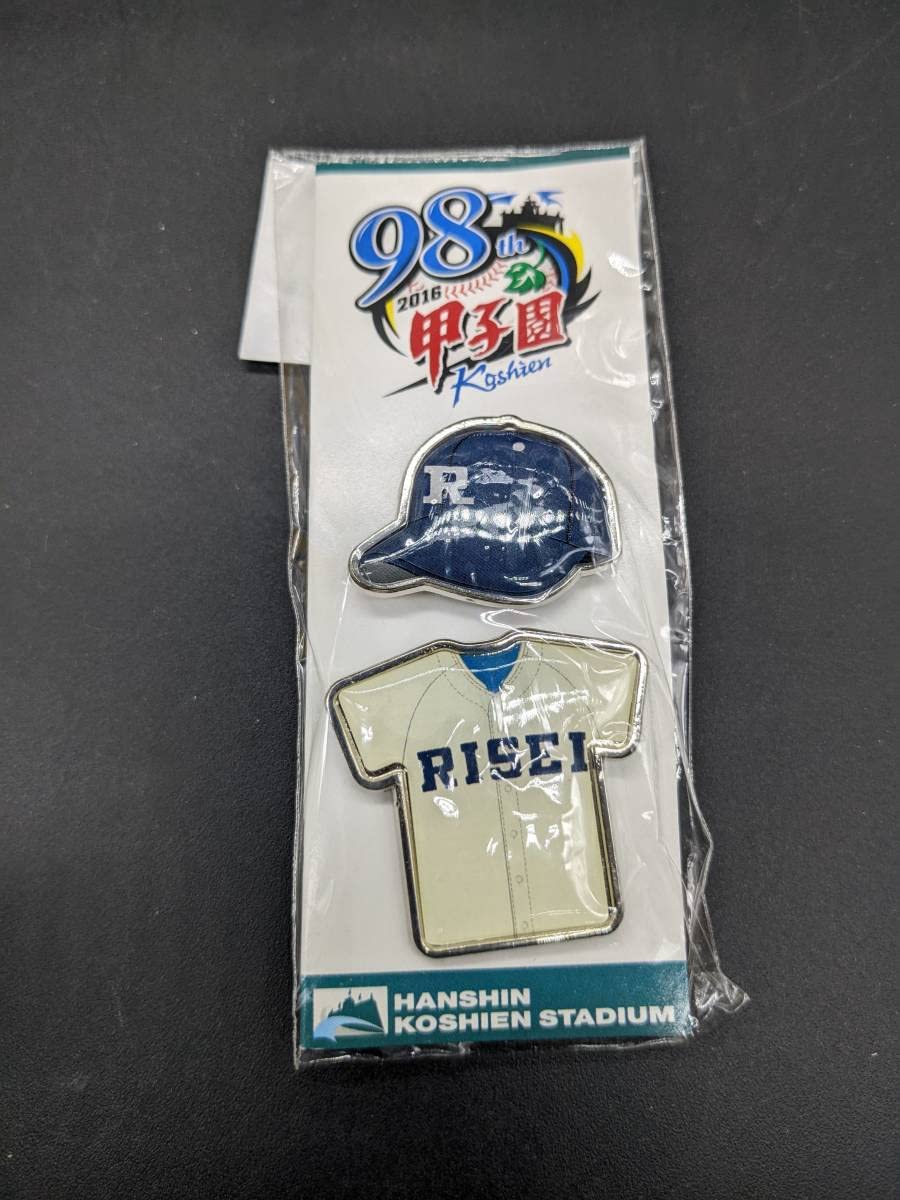 98th
2016
甲子園
Koshien
R
RISEI
HANSHIN
KOSHIEN STADIUM